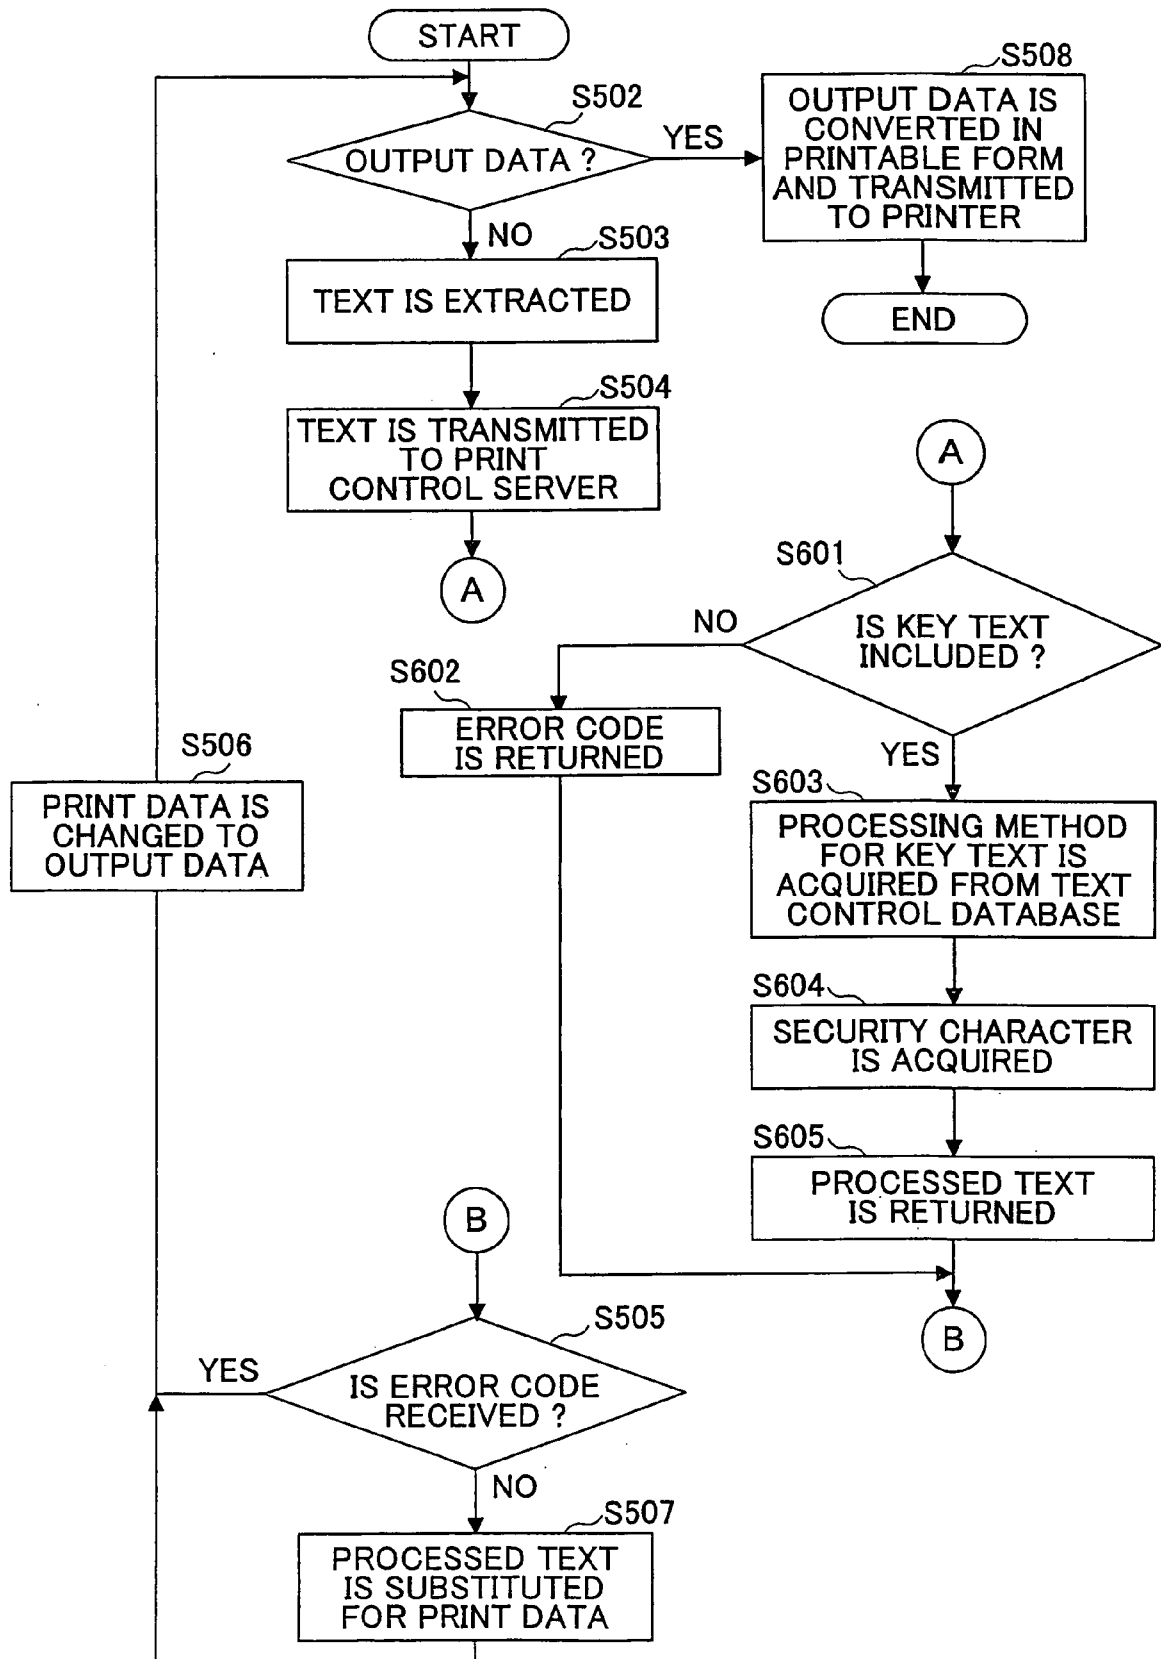 START
S502
OUTPUT DATA ?
YES
S508
OUTPUT DATA IS
CONVERTED IN
PRINTABLE FORM
AND TRANSMITTED
TO PRINTER
END
NO
S503
TEXT IS EXTRACTED
S504
TEXT IS TRANSMITTED
TO PRINT
CONTROL SERVER
A
A
S601
IS KEY TEXT
INCLUDED ?
NO
S602
ERROR CODE
IS RETURNED
YES
S603
PROCESSING METHOD
FOR KEY TEXT IS
ACQUIRED FROM TEXT
CONTROL DATABASE
S604
SECURITY CHARACTER
IS ACQUIRED
S605
PROCESSED TEXT
IS RETURNED
B
S506
PRINT DATA IS
CHANGED TO
OUTPUT DATA
B
S505
IS ERROR CODE
RECEIVED ?
YES
NO
S507
PROCESSED TEXT
IS SUBSTITUTED
FOR PRINT DATA